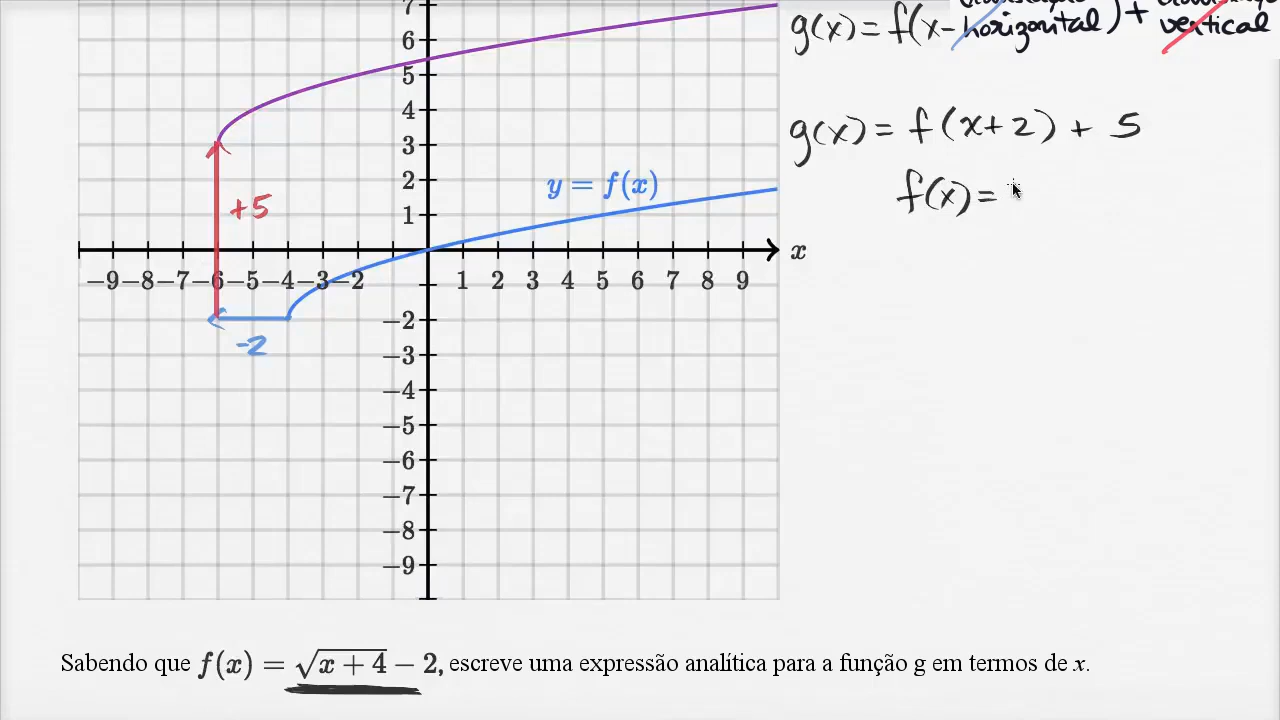 g(x) = f(x - horizontal) + vertical
g(x) = f(x+2) + 5
f(x) =
7
6
5
4
3
2
1
y = f(x)
+5
x
−9 −8 −7 −6 −5 −4 −3 −2 1 2 3 4 5 6 7 8 9
-2
−2
−3
−4
−5
−6
−7
−8
−9
Sabendo que f(x) = √x + 4 − 2, escreve uma expressão analítica para a função g em termos de x.